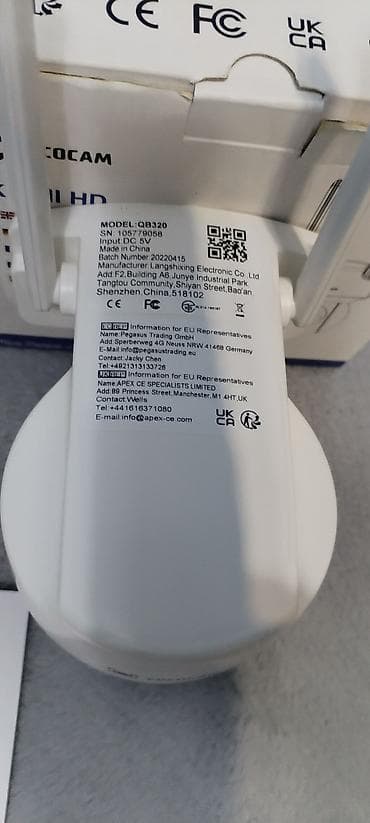 CE FC UK
CA
COCAM
HD
MODEL:QB320
SN: 105779058
Input:DC 5V
Made in China
Batch Number 20220415
Manufacturer Langshixing Electronic Co. Ltd
Add F2,Building A8,Junye Industrial Park,
Tangtou Community,Shiyan Street,Bao'an
Shenzhen,China,518102
CE FC
EC REP Information for EU Representatives
Name:Pegasus Trading GmbH
Add Sperberweg 4G Neuss NRW 41468 Germany
E-Mail:info@pegasustrading.eu
Contact:Jacky Chen
Tel:+4921313133726
Information for EU Representatives
Name:APEX CE SPECIALISTS LIMITED
Add:89 Princess Street,Manchester,M1 4HT,UK
Contact:Wells
Tel:+441616371080
E-mail:info@apex-ce.com
UK
CA